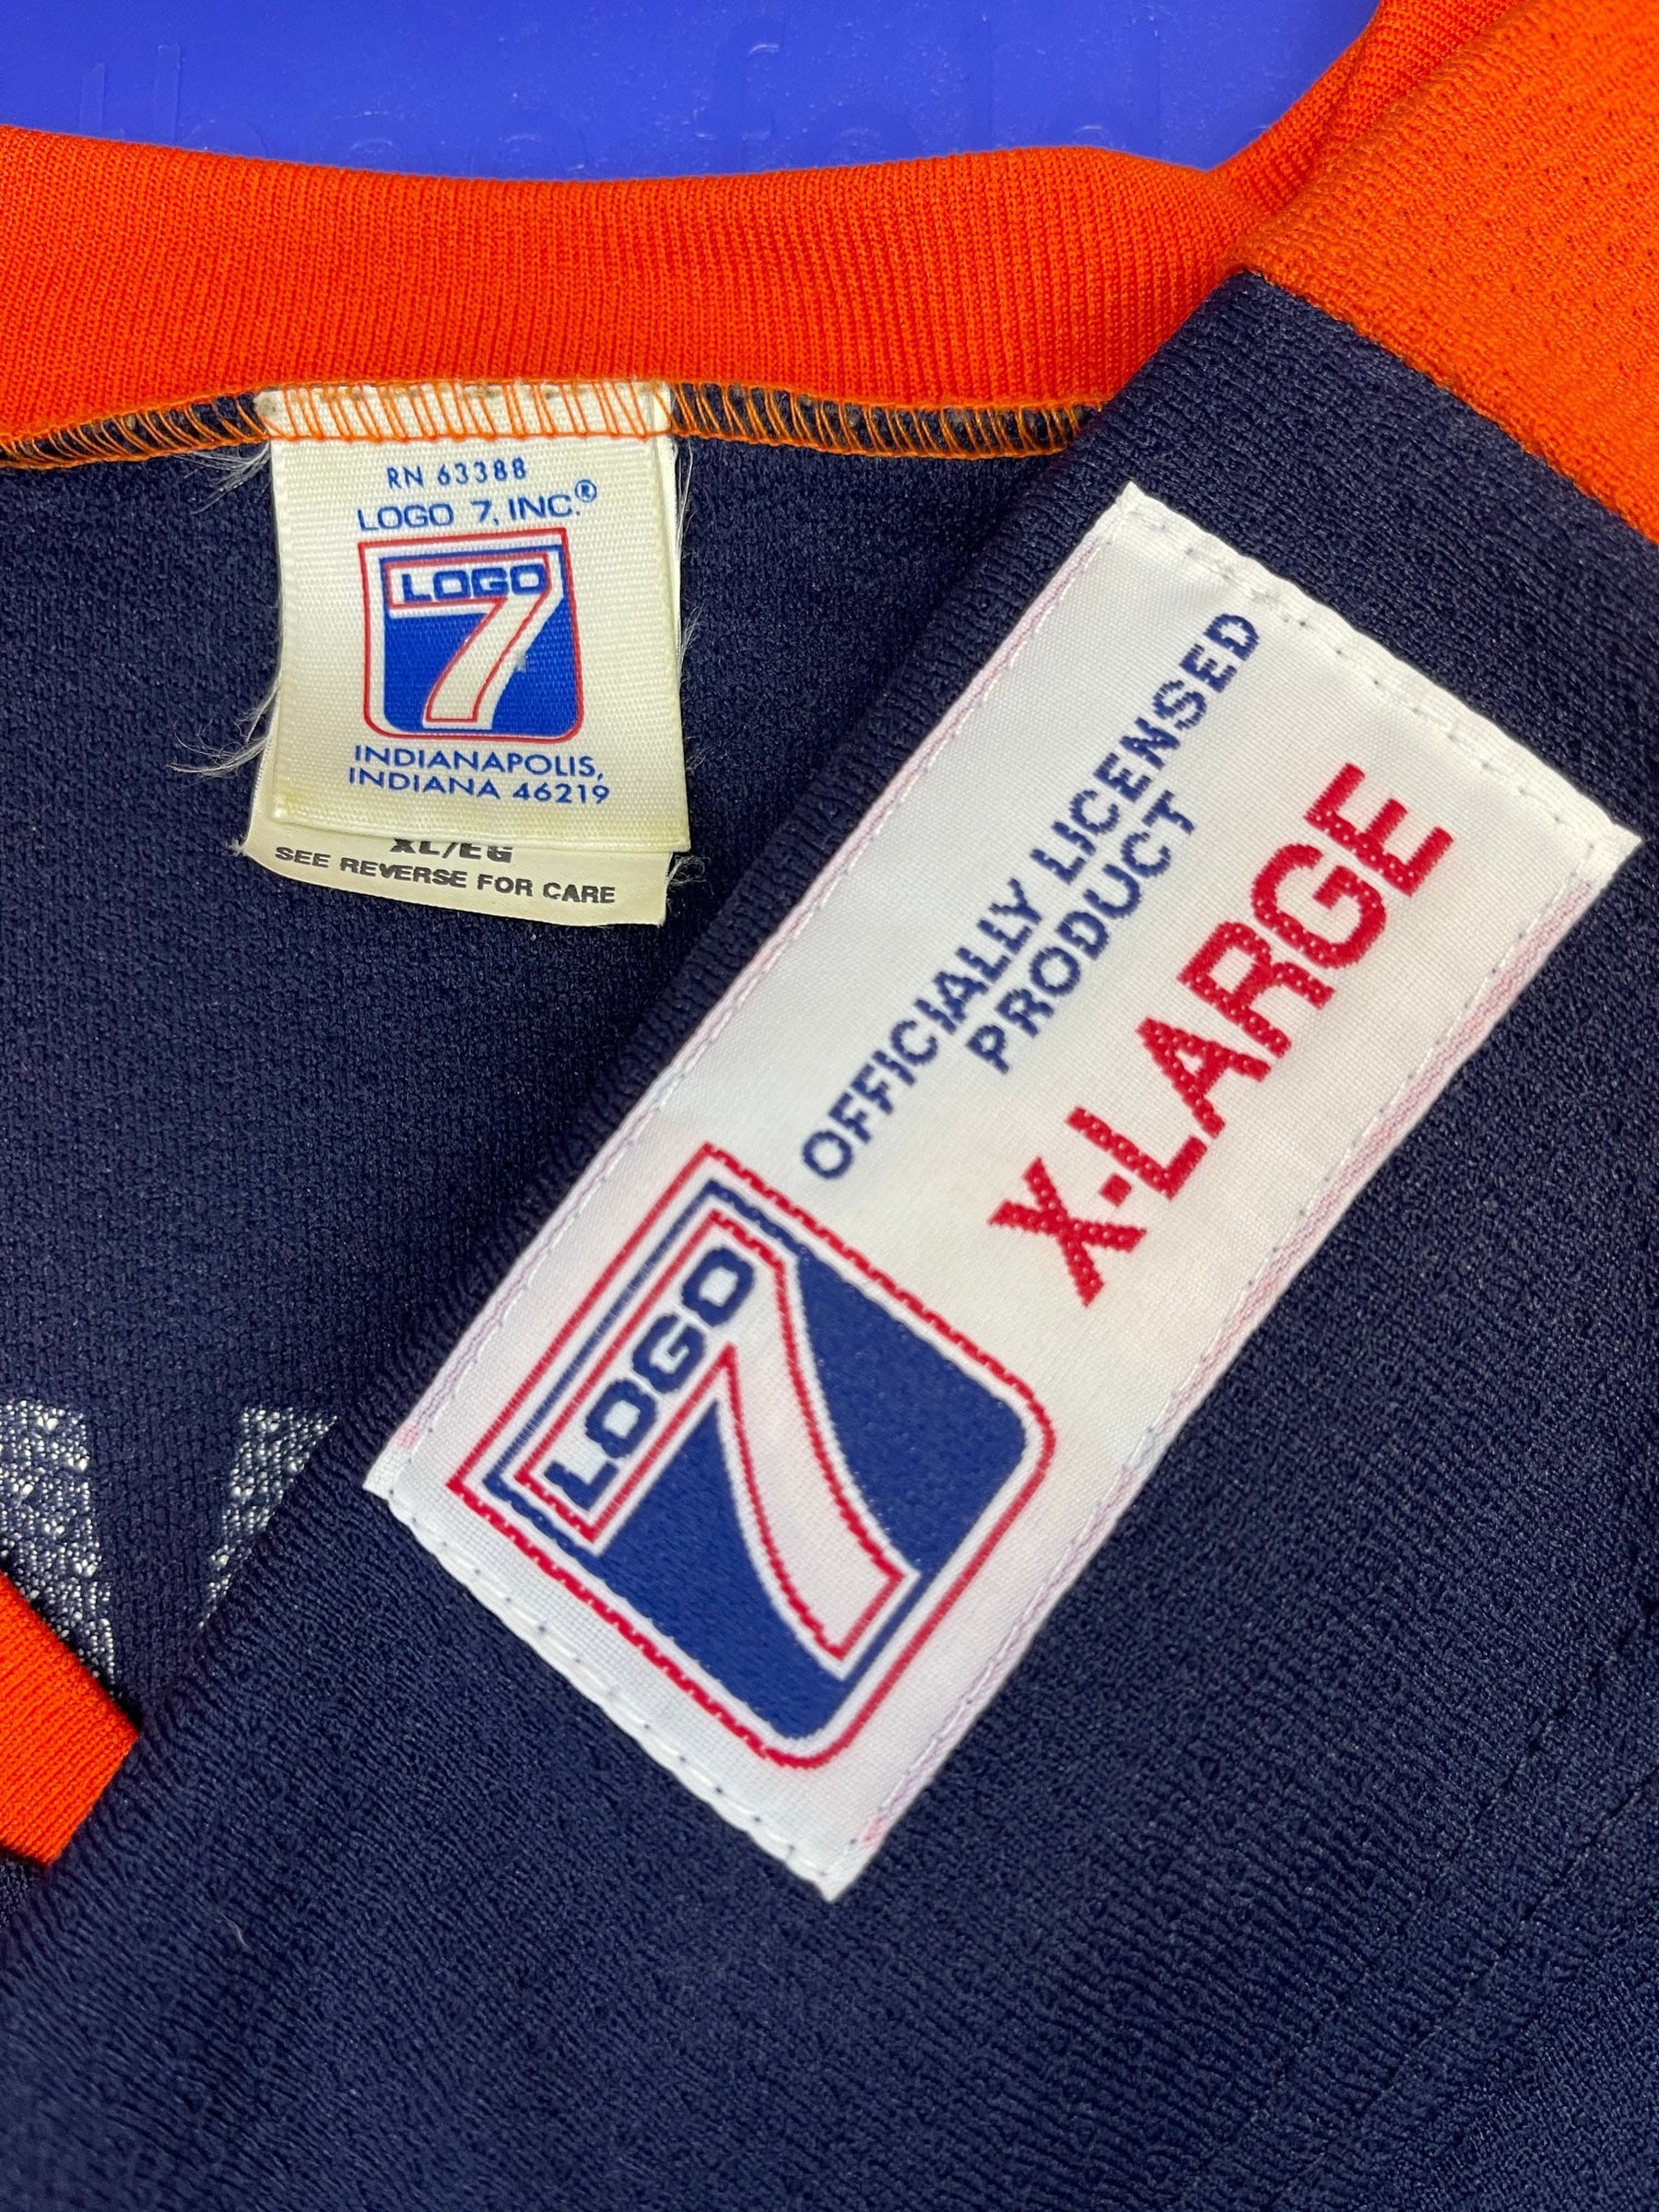 RN 63388
LOGO 7, INC.®
LOGO
7
INDIANAPOLIS,
INDIANA 46219
XL/EG
SEE REVERSE FOR CARE
OFFICIALLY LICENSED
PRODUCT
X-LARGE
LOGO
7